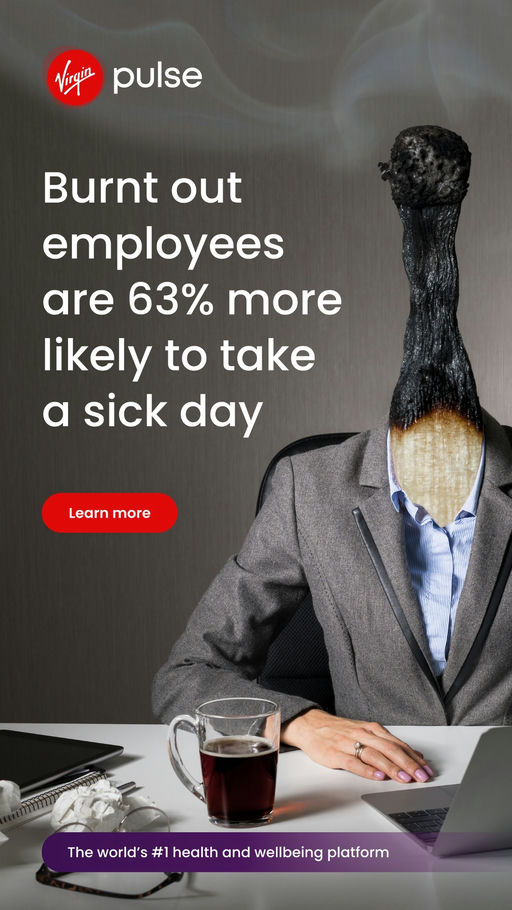 Virgin pulse
Burnt out
employees
are 63% more
likely to take
a sick day
Learn more
The world's #1 health and wellbeing platform